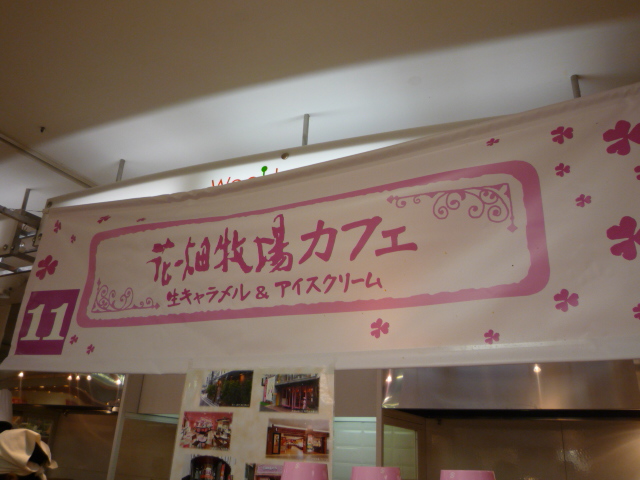 花畑牧場カフェ
生キャラメル & アイスクリーム
11